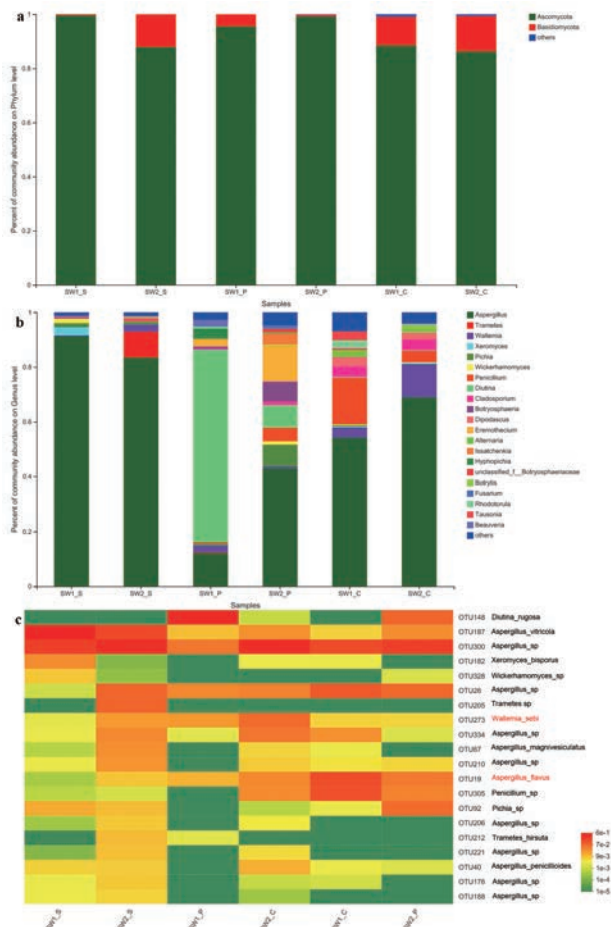 a
Percent of community abundance on Phylum level
1
0.8
0.6
0.4
0.2
0
SW1_S
SW2_S
SW1_P
SW2_P
SW1_C
SW2_C
Samples
Ascomycota
Basidiomycota
others
b
Percent of community abundance on Genus level
1
0.8
0.6
0.4
0.2
0
SW1_S
SW2_S
SW1_P
SW2_P
SW1_C
SW2_C
Samples
Aspergillus
Trametes
Wallemia
Xeromyces
Pichia
Wickerhamomyces
Penicillium
Diutina
Cladosporium
Botryosphaeria
Dipodascus
Eremothecium
Alternaria
Issatchenkia
Hyphopichia
unclassified_f__Botryosphaeriaceae
Botrytis
Fusarium
Rhodotorula
Tausonia
Beauveria
others
c
OTU148 Diutina_rugosa
OTU187 Aspergillus_vitricola
OTU300 Aspergillus_sp
OTU182 Xeromyces_bisporus
OTU328 Wickerhamomyces_sp
OTU26 Aspergillus_sp
OTU205 Trametes sp
OTU273 Wallemia_sebi
OTU334 Aspergillus_sp
OTU67 Aspergillus_magnivesiculatus
OTU210 Aspergillus_sp
OTU19 Aspergillus_flavus
OTU305 Penicillium_sp
OTU92 Pichia_sp
OTU206 Aspergillus_sp
OTU212 Trametes_hirsuta
OTU221 Aspergillus_sp
OTU40 Aspergillus_penicillioides
OTU176 Aspergillus_sp
OTU188 Aspergillus_sp
6e-1
7e-2
9e-3
1e-3
1e-4
1e-5
SW1_S
SW2_S
SW1_P
SW2_C
SW1_C
SW2_P